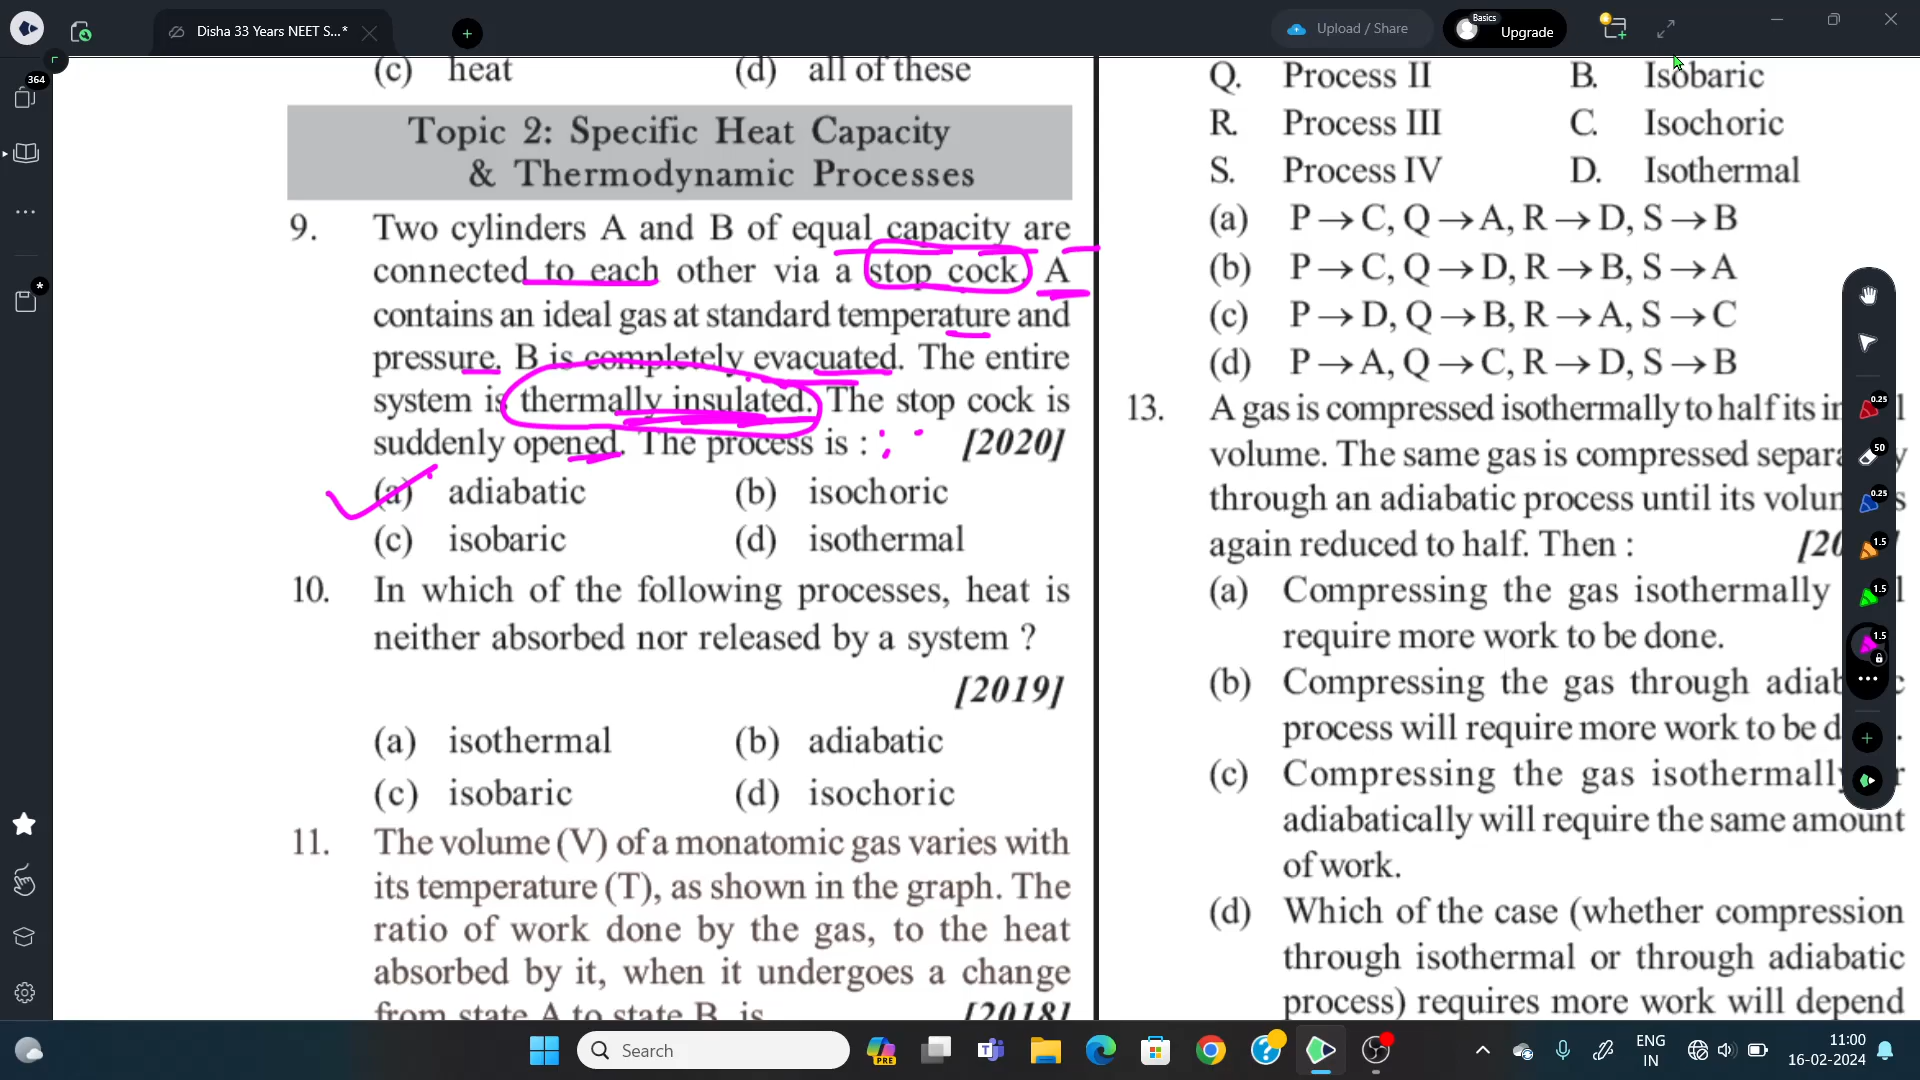 Disha 33 Years NEET S...*
Upload / Share
Basics
Upgrade
364
(c) heat (d) all of these
Topic 2: Specific Heat Capacity
& Thermodynamic Processes
9. Two cylinders A and B of equal capacity are
connected to each other via a stop cock. A
contains an ideal gas at standard temperature and
pressure. B is completely evacuated. The entire
system is thermally insulated. The stop cock is
suddenly opened. The process is : [2020]
(a) adiabatic (b) isochoric
(c) isobaric (d) isothermal
10. In which of the following processes, heat is
neither absorbed nor released by a system ?
[2019]
(a) isothermal (b) adiabatic
(c) isobaric (d) isochoric
11. The volume (V) of a monatomic gas varies with
its temperature (T), as shown in the graph. The
ratio of work done by the gas, to the heat
absorbed by it, when it undergoes a change
from state A to state B, is [2018]
Q. Process II B. Isobaric
R. Process III C. Isochoric
S. Process IV D. Isothermal
(a) P→C, Q→A, R→D, S→B
(b) P→C, Q→D, R→B, S→A
(c) P→D, Q→B, R→A, S→C
(d) P→A, Q→C, R→D, S→B
13. A gas is compressed isothermally to half its
volume. The same gas is compressed
through an adiabatic process until its
again reduced to half. Then :
(a) Compressing the gas isothermally
require more work to be done.
(b) Compressing the gas through
process will require more work to be
(c) Compressing the gas isothermally
adiabatically will require the same amount
of work.
(d) Which of the case (whether compression
through isothermal or through adiabatic
process) requires more work will depend
0.25
50
0.25
1.5
1.5
1.5
Search
PRE
ENG
IN
11:00
16-02-2024